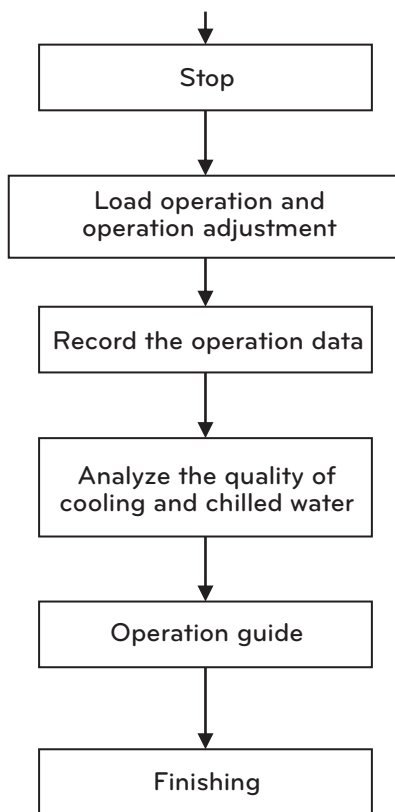 Stop
Load operation and
operation adjustment
Record the operation data
Analyze the quality of
cooling and chilled water
Operation guide
Finishing